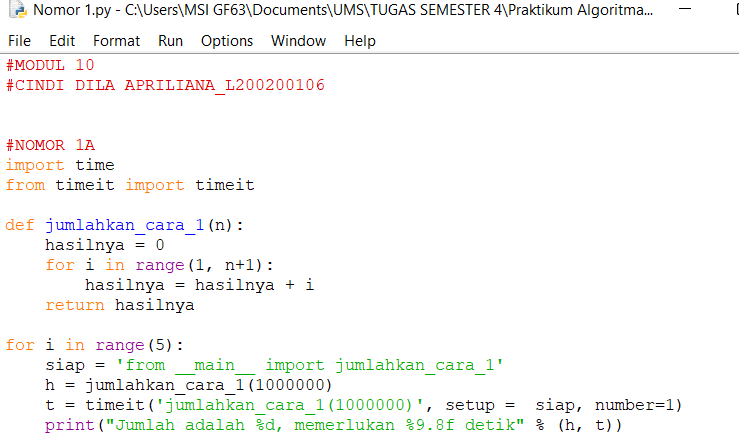 Nomor 1.py - C:\Users\MSI GF63\Documents\UMS\TUGAS SEMESTER 4\Praktikum Algoritma...
File Edit Format Run Options Window Help
#MODUL 10
#CINDI DILA APRILIANA_L200200106
#NOMOR 1A
import time
from timeit import timeit
def jumlahkan_cara_1(n):
    hasilnya = 0
    for i in range(1, n+1):
        hasilnya = hasilnya + i
    return hasilnya
for i in range(5):
    siap = 'from __main__ import jumlahkan_cara_1'
    h = jumlahkan_cara_1(1000000)
    t = timeit('jumlahkan_cara_1(1000000)', setup =  siap, number=1)
    print("Jumlah adalah %d, memerlukan %9.8f detik" % (h, t))